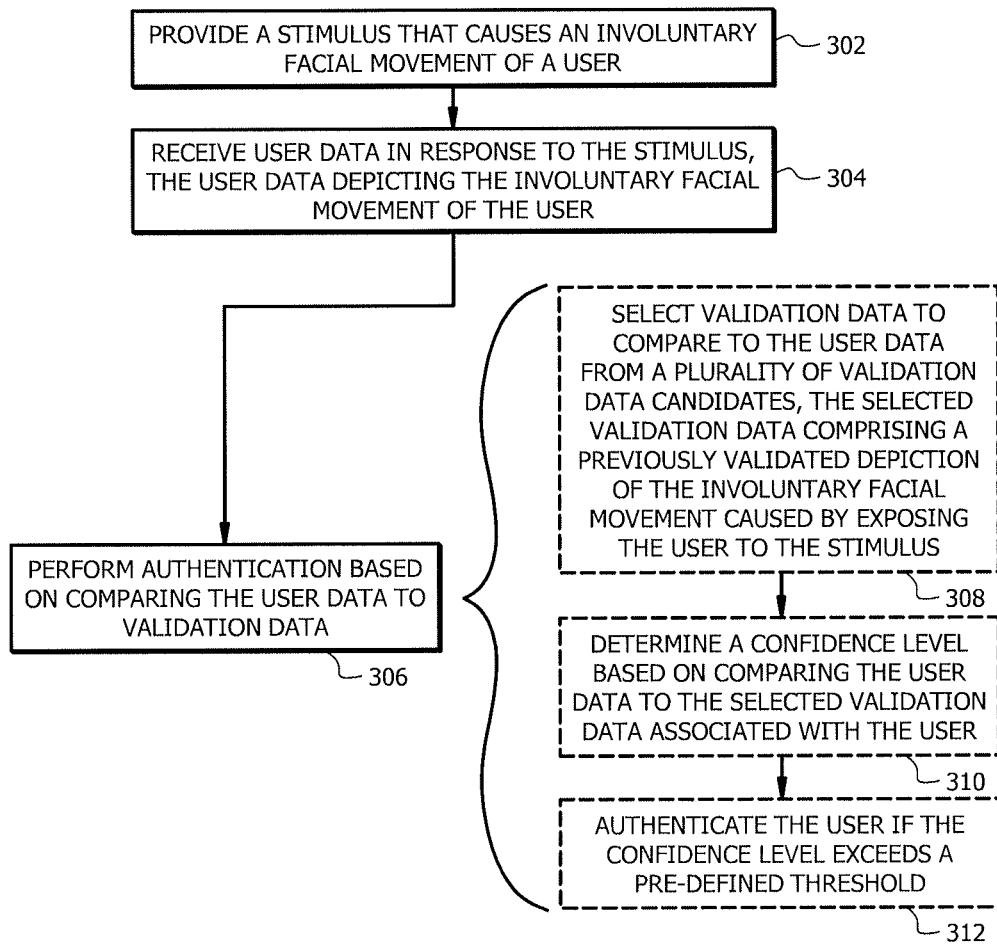 PROVIDE A STIMULUS THAT CAUSES AN INVOLUNTARY
FACIAL MOVEMENT OF A USER
302
RECEIVE USER DATA IN RESPONSE TO THE STIMULUS,
THE USER DATA DEPICTING THE INVOLUNTARY FACIAL
MOVEMENT OF THE USER
304
PERFORM AUTHENTICATION BASED
ON COMPARING THE USER DATA TO
VALIDATION DATA
306
SELECT VALIDATION DATA TO
COMPARE TO THE USER DATA
FROM A PLURALITY OF VALIDATION
DATA CANDIDATES, THE SELECTED
VALIDATION DATA COMPRISING A
PREVIOUSLY VALIDATED DEPICTION
OF THE INVOLUNTARY FACIAL
MOVEMENT CAUSED BY EXPOSING
THE USER TO THE STIMULUS
308
DETERMINE A CONFIDENCE LEVEL
BASED ON COMPARING THE USER
DATA TO THE SELECTED VALIDATION
DATA ASSOCIATED WITH THE USER
310
AUTHENTICATE THE USER IF THE
CONFIDENCE LEVEL EXCEEDS A
PRE-DEFINED THRESHOLD
312